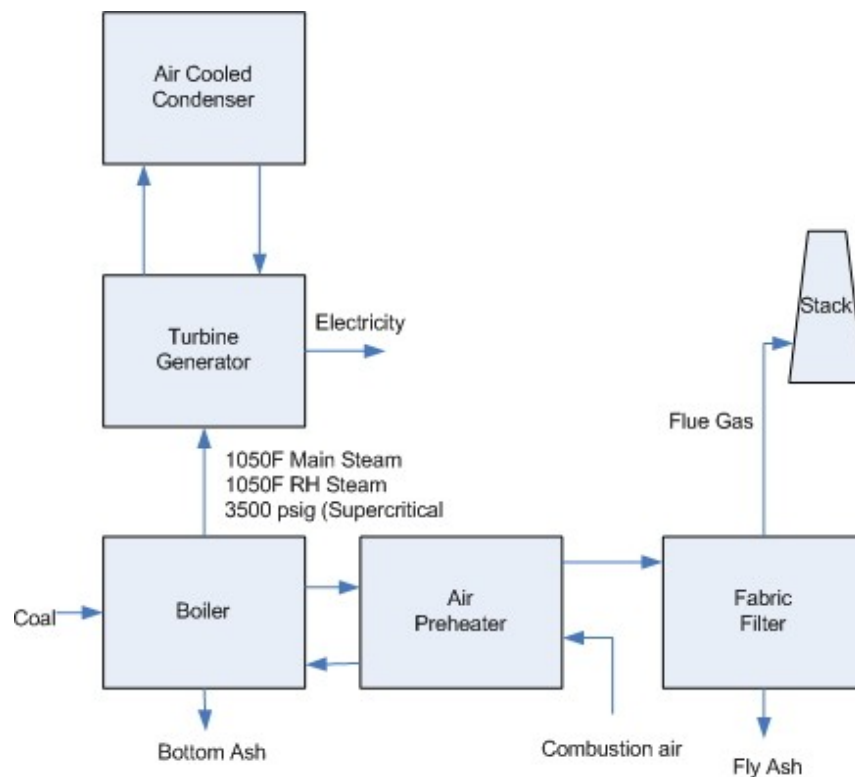 Air Cooled
Condenser
Turbine
Generator
Electricity
Stack
Flue Gas
1050F Main Steam
1050F RH Steam
3500 psig (Supercritical
Coal
Boiler
Air
Preheater
Fabric
Filter
Bottom Ash
Combustion air
Fly Ash